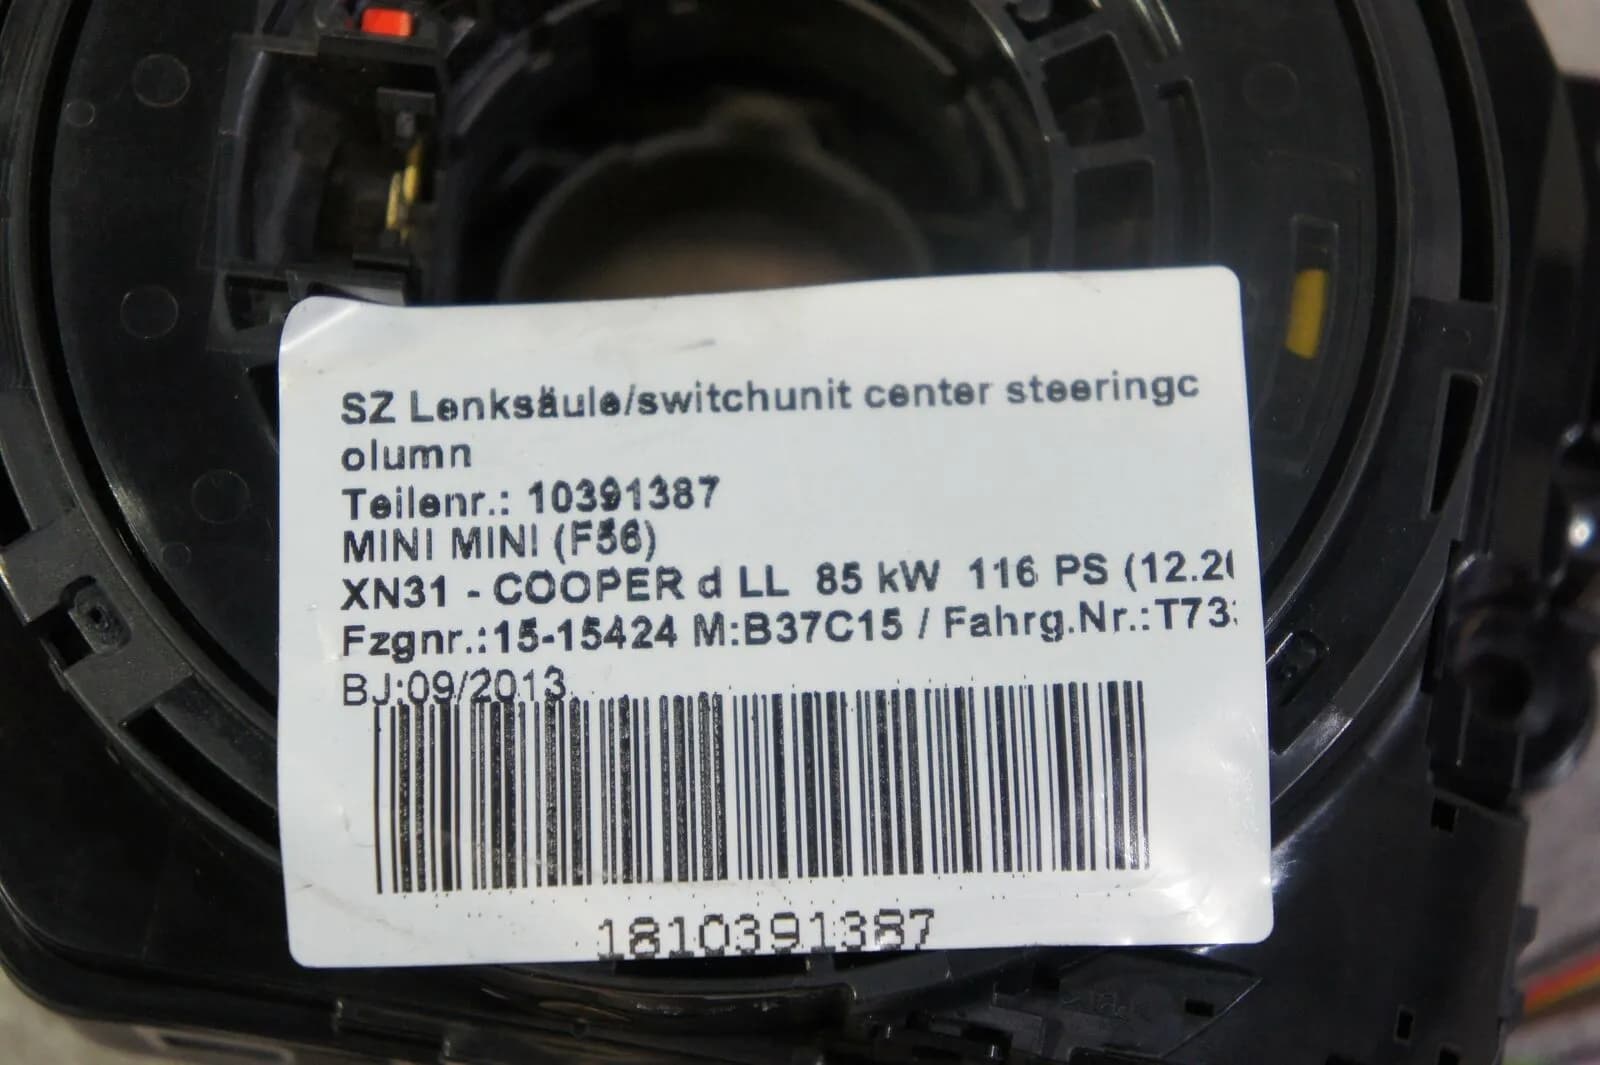 SZ Lenksäule/switchunit center steeringc
olumn
Teilenr.: 10391387
MINI MINI (F56)
XN31 - COOPER d LL 85 kW 116 PS (12.20
Fzgnr.:15-15424 M:B37C15 / Fahrg.Nr.:T73
BJ:09/2013
1810391387